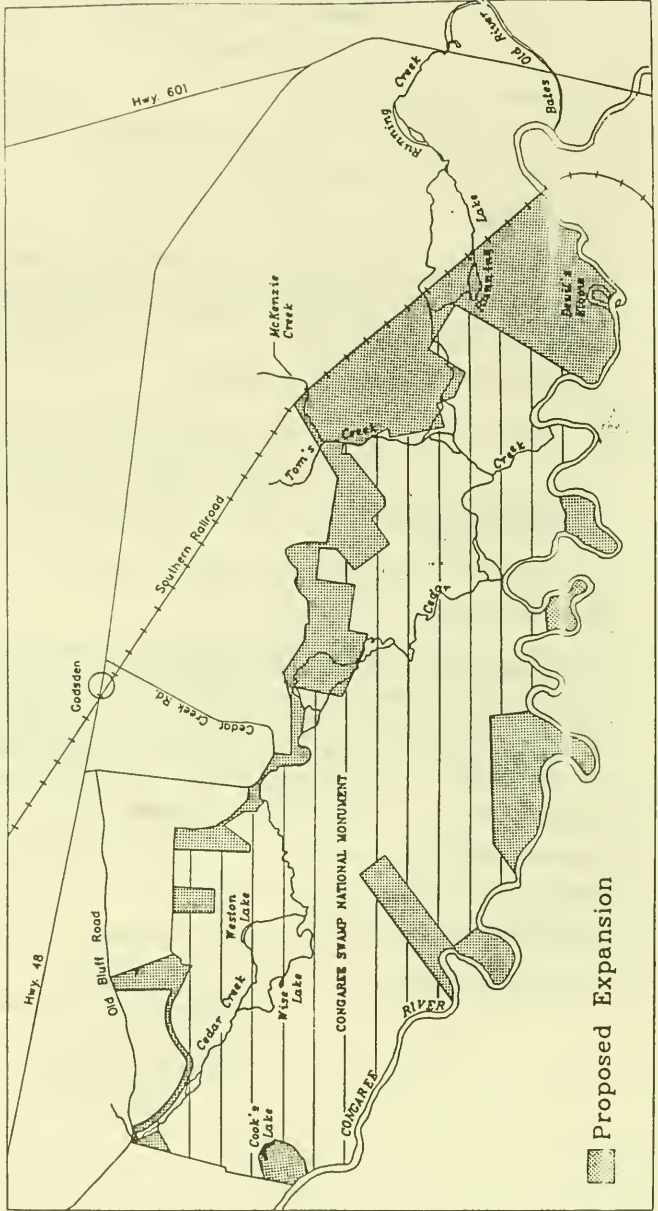 Hwy. 48
Old Bluff Road
Gadsden
Cedar
Creek Rd.
Southern Railroad
Hwy. 601
McKenzie
Creek
Tom's
Creek
Running
Creek
Bates
Old
River
Running
Lake
Devil's
Elbow
Cedar
Creek
Cedar Creek
Weston
Lake
Wise
Lake
Cook's
Lake
CONGAREE SWAMP NATIONAL MONUMENT
CONGAREE
RIVER
Proposed Expansion